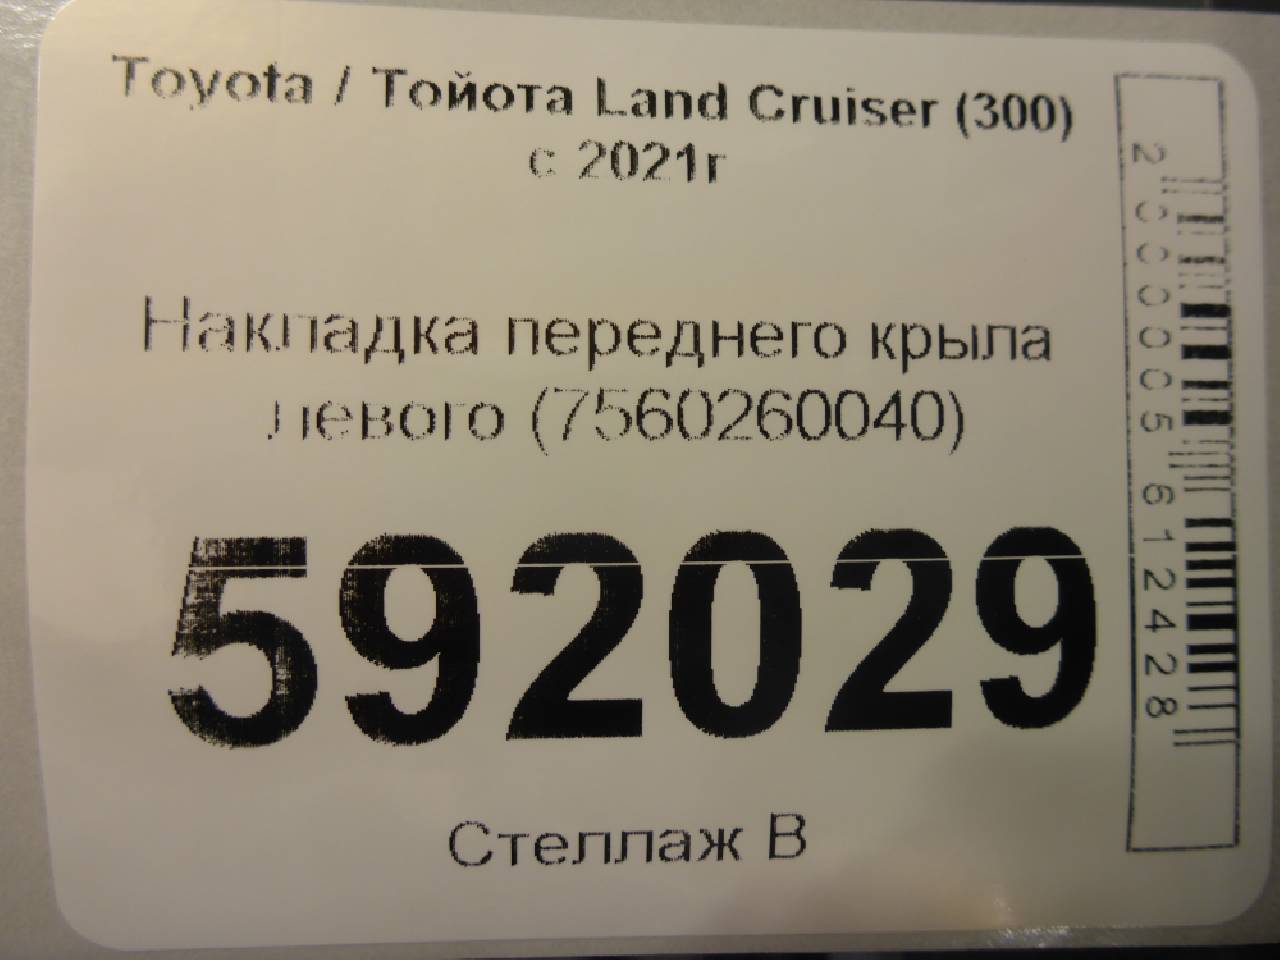 Toyota / Тойота Land Cruiser (300)
с 2021г
Накладка переднего крыла
левого (7560260040)
592029
Стеллаж В
2000005612428